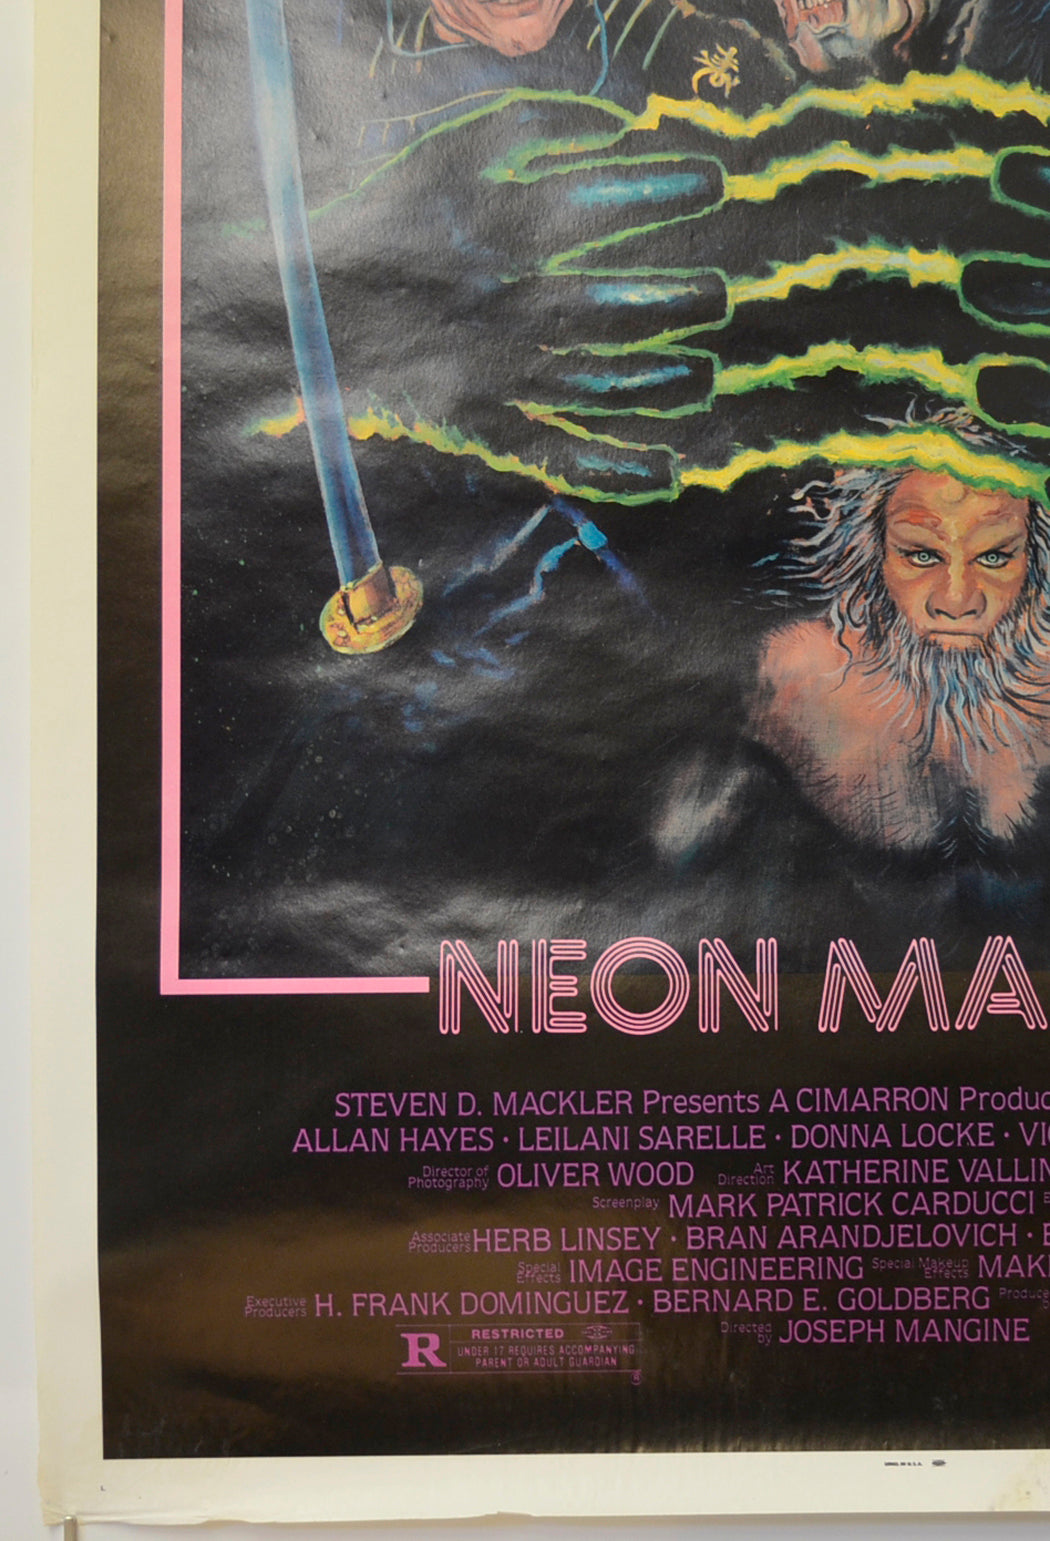 NEON MA
STEVEN D. MACKLER Presents A CIMARRON Produc
ALLAN HAYES · LEILANI SARELLE · DONNA LOCKE · VIC
Director of Photography OLIVER WOOD Art Direction KATHERINE VALLIN
Screenplay MARK PATRICK CARDUCCI
Associate Producers HERB LINSEY · BRAN ARANDJELOVICH ·
Special Effects IMAGE ENGINEERING Special Makeup Effects MAK
Executive Producers H. FRANK DOMINGUEZ · BERNARD E. GOLDBERG Produce
Directed by JOSEPH MANGINE
R RESTRICTED
UNDER 17 REQUIRES ACCOMPANYING
PARENT OR ADULT GUARDIAN